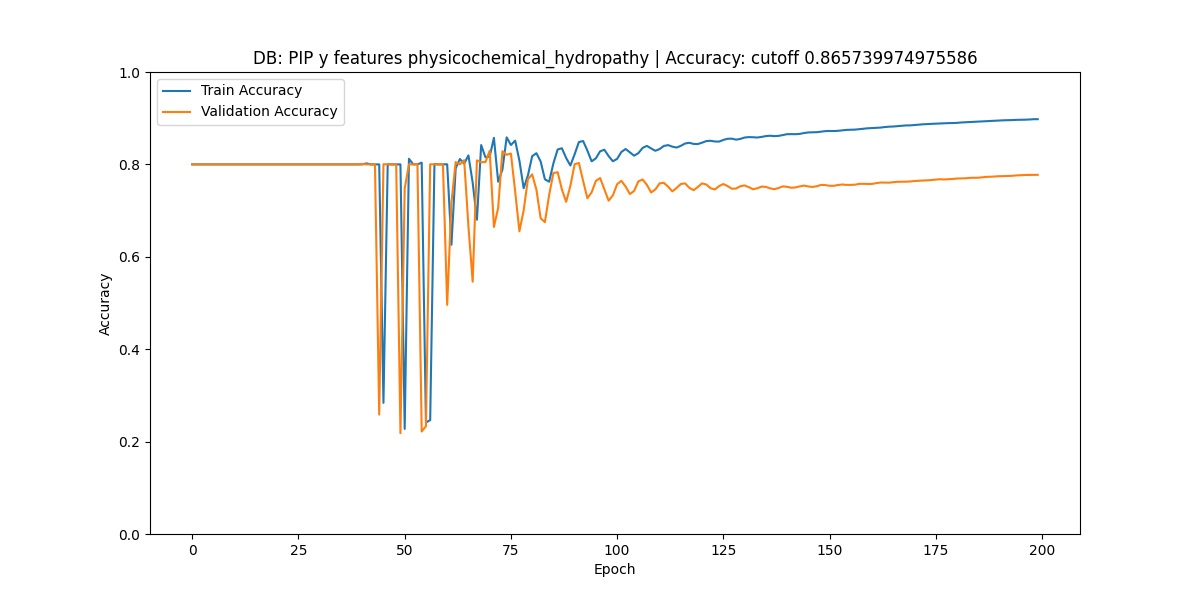 DB: PIP y features physicochemical_hydropathy | Accuracy: cutoff 0.865739974975586
1.0
Train Accuracy
Validation Accuracy
0.8
0.6
Accuracy
0.4
0.2
0.0
0 25 50 75 100 125 150 175 200
Epoch